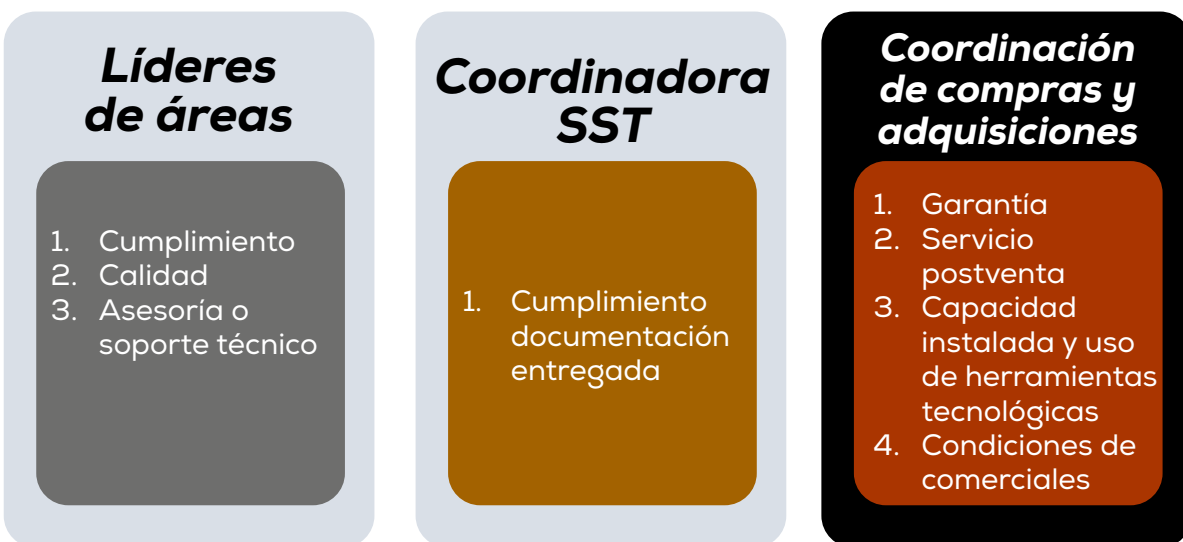 Líderes
de áreas
1. Cumplimiento
2. Calidad
3. Asesoría o
soporte técnico
Coordinadora
SST
1. Cumplimiento
documentación
entregada
Coordinación
de compras y
adquisiciones
1. Garantía
2. Servicio
postventa
3. Capacidad
instalada y uso
de herramientas
tecnológicas
4. Condiciones de
comerciales